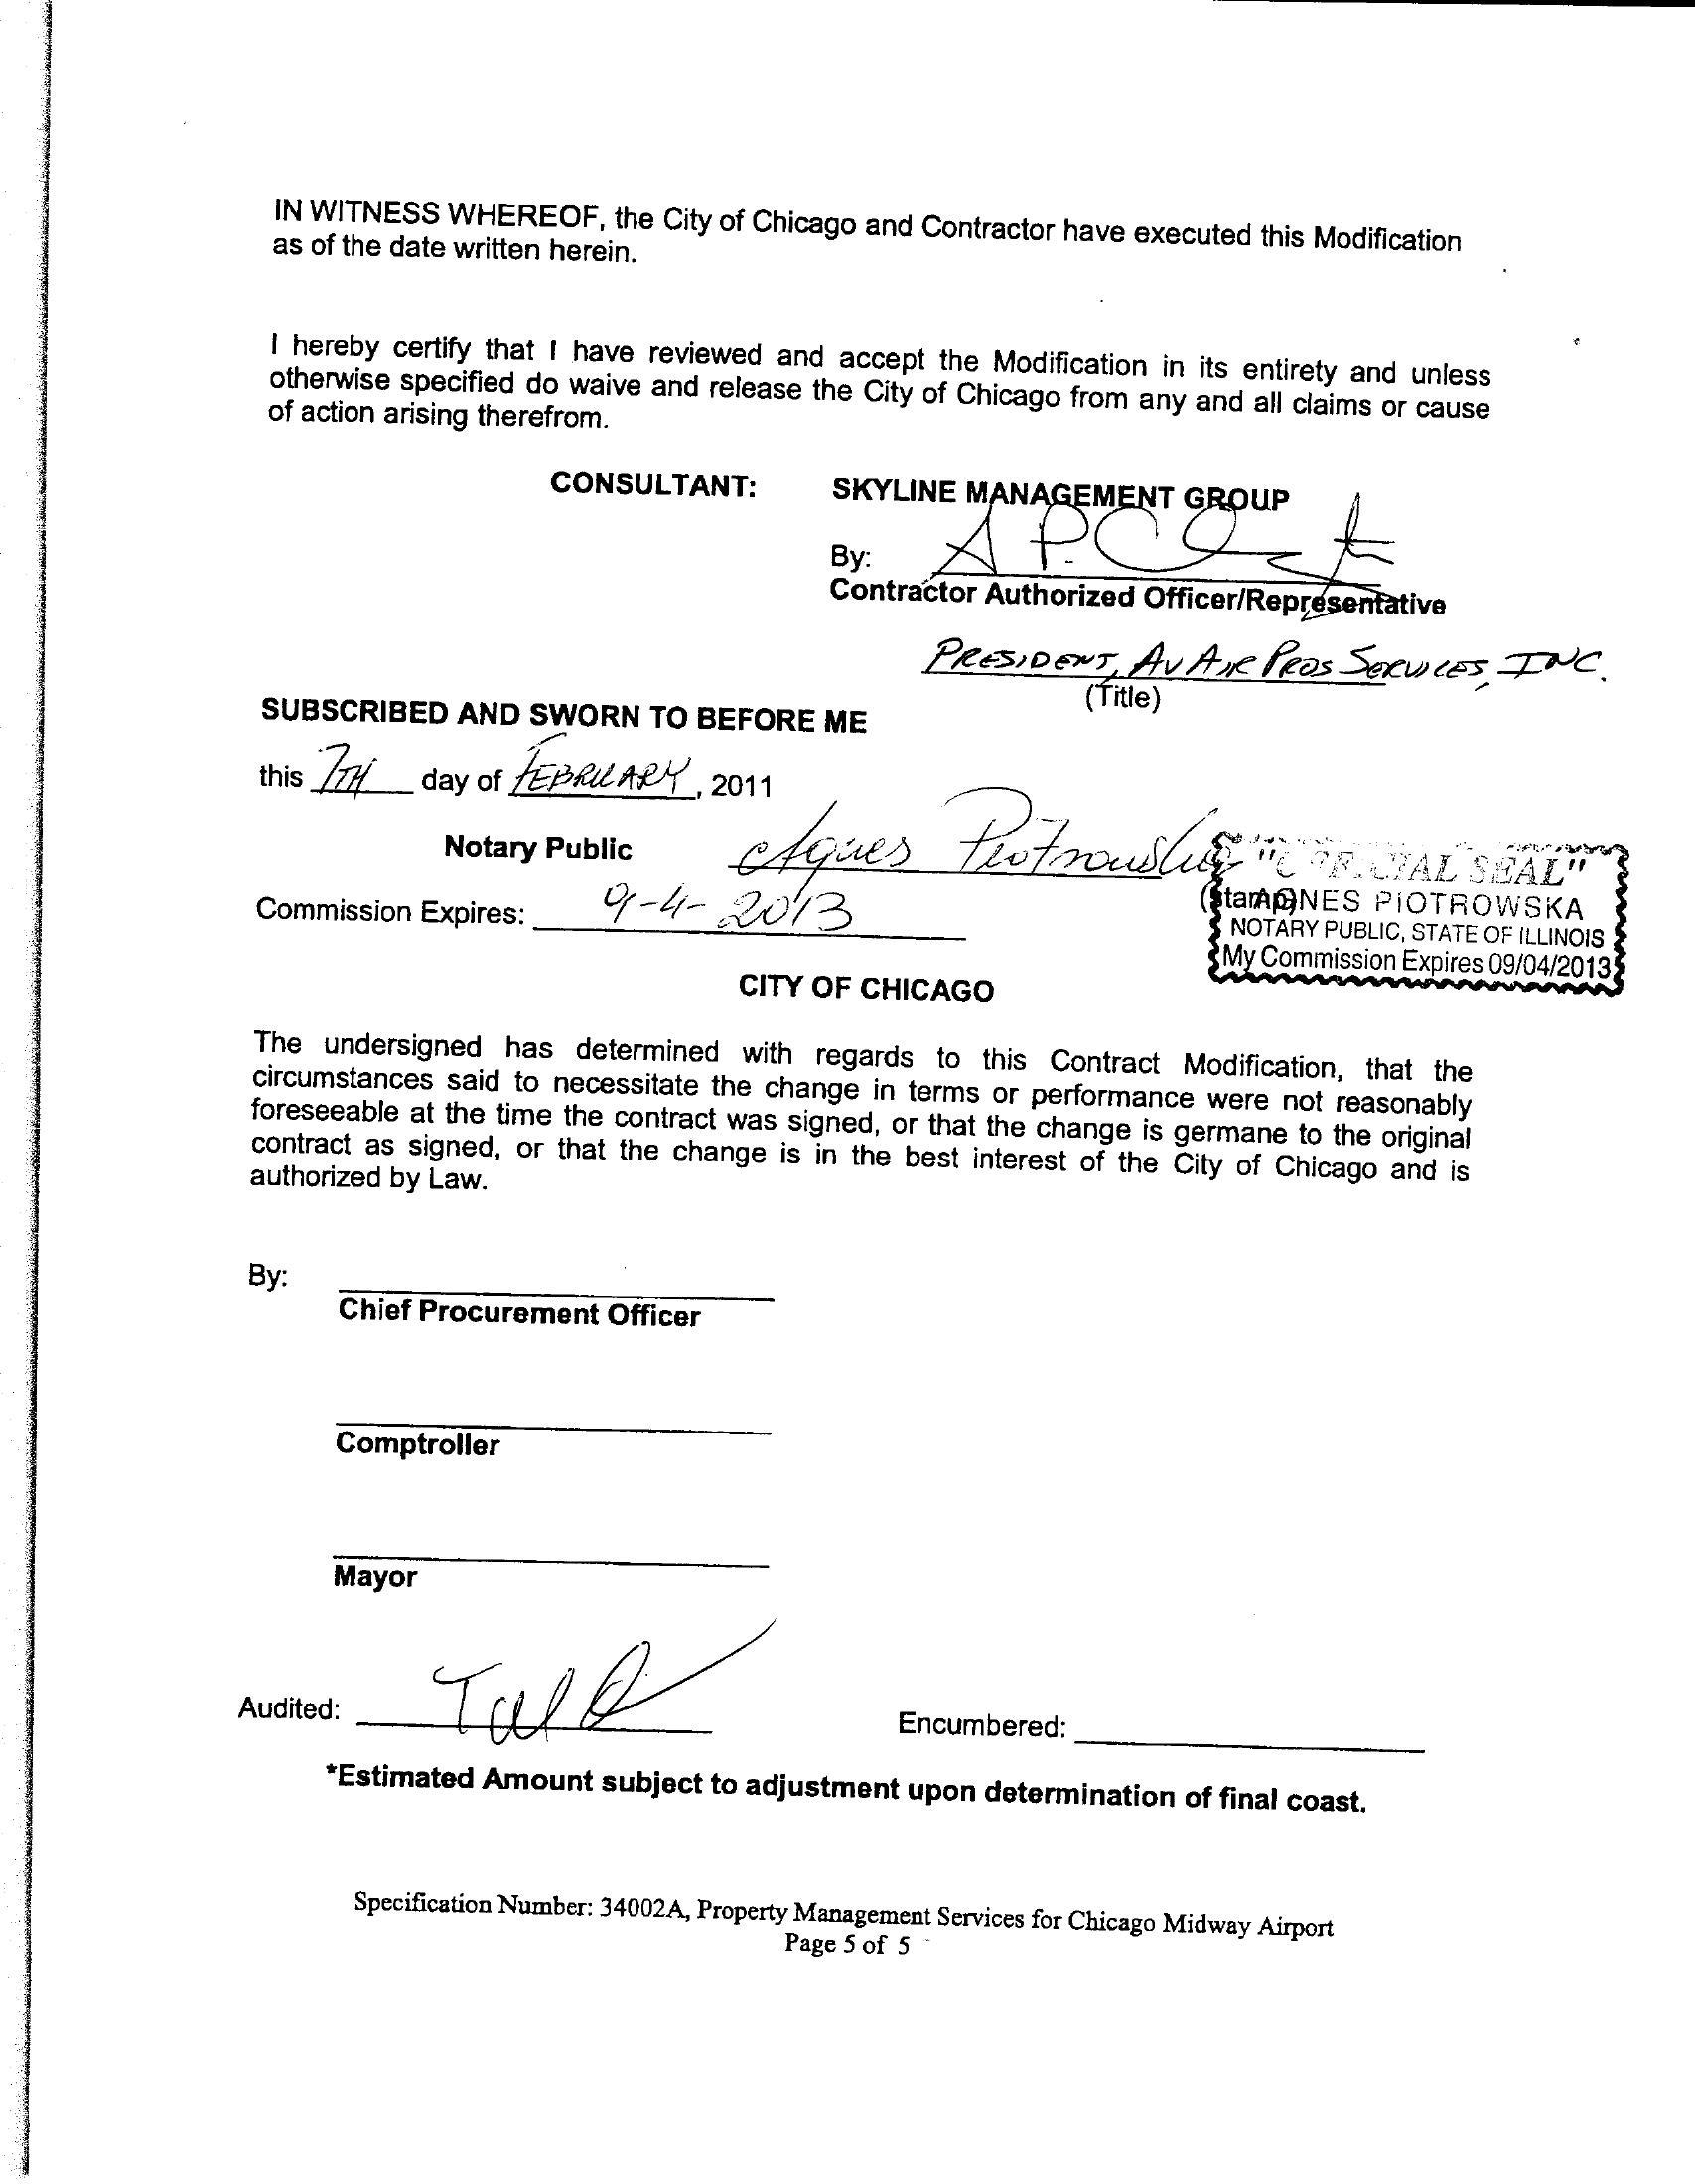 IN WITNESS WHEREOF, the City of Chicago and Contractor have executed this Modification
as of the date written herein.
I hereby certify that I have reviewed and accept the Modification in its entirety and unless
otherwise specified do waive and release the City of Chicago from any and all claims or cause
of action arising therefrom.
CONSULTANT: SKYLINE MANAGEMENT GROUP
By:
Contractor Authorized Officer/Representative
PRESIDENT, AVAIR PROS SERVICES, INC.
(Title)
SUBSCRIBED AND SWORN TO BEFORE ME
this 7TH day of FEBRUARY, 2011
Notary Public Agnes Piotrowska
Commission Expires: 9-4-2013
"OFFICIAL SEAL"
AGNES PIOTROWSKA
NOTARY PUBLIC, STATE OF ILLINOIS
My Commission Expires 09/04/2013
CITY OF CHICAGO
The undersigned has determined with regards to this Contract Modification, that the
circumstances said to necessitate the change in terms or performance were not reasonably
foreseeable at the time the contract was signed, or that the change is germane to the original
contract as signed, or that the change is in the best interest of the City of Chicago and is
authorized by Law.
By:
Chief Procurement Officer
Comptroller
Mayor
Audited:
Encumbered:
*Estimated Amount subject to adjustment upon determination of final coast.
Specification Number: 34002A, Property Management Services for Chicago Midway Airport
Page 5 of 5